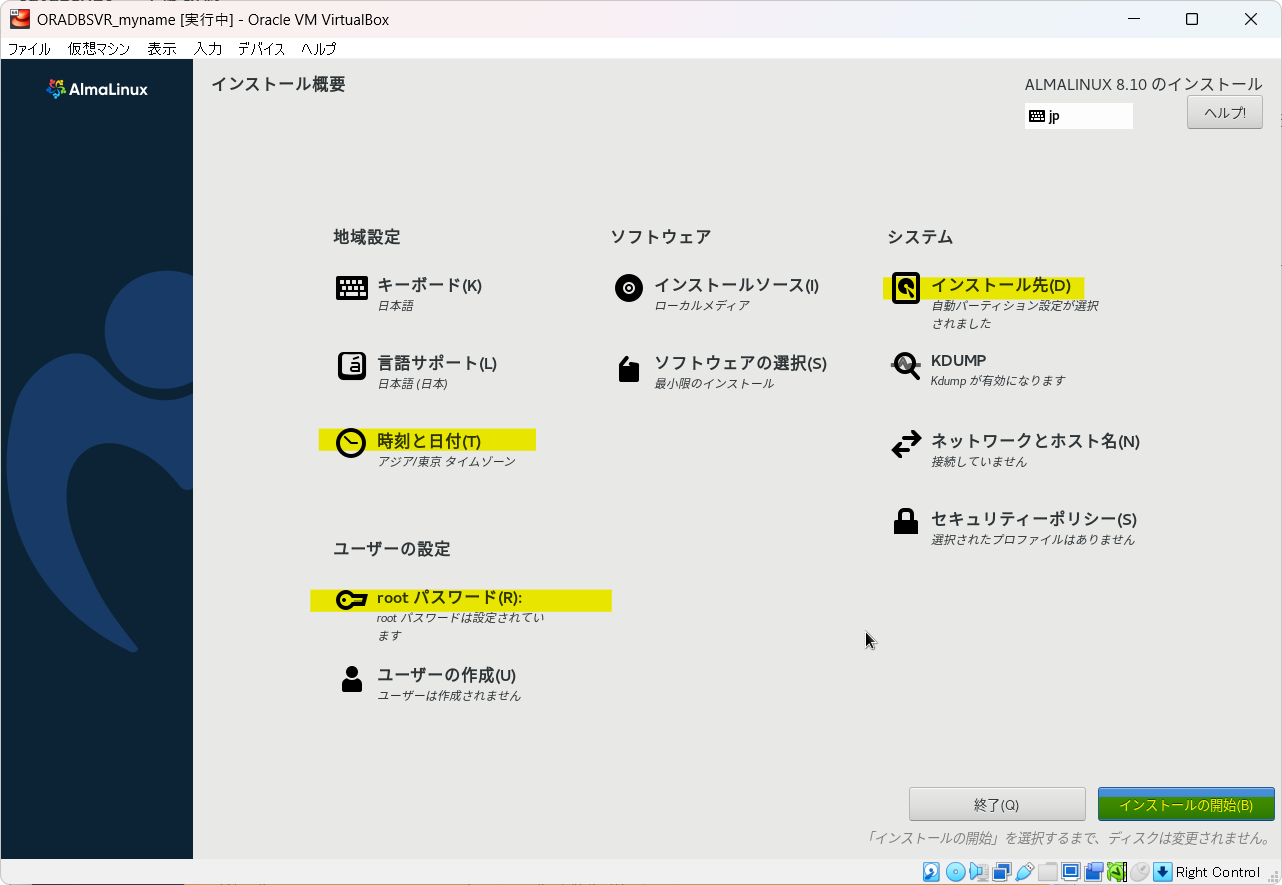 ORADBSVR_myname [実行中] - Oracle VM VirtualBox
ファイル 仮想マシン 表示 入力 デバイス ヘルプ
AlmaLinux
インストール概要
ALMALINUX 8.10 のインストール
jp
ヘルプ!
地域設定
キーボード(K)
日本語
言語サポート(L)
日本語 (日本)
時刻と日付(T)
アジア/東京 タイムゾーン
ソフトウェア
インストールソース(I)
ローカルメディア
ソフトウェアの選択(S)
最小限のインストール
システム
インストール先(D)
自動パーティション設定が選択
されました
KDUMP
Kdump が有効になります
ネットワークとホスト名(N)
接続していません
セキュリティーポリシー(S)
選択されたプロファイルはありません
ユーザーの設定
root パスワード(R):
root パスワードは設定されてい
ます
ユーザーの作成(U)
ユーザーは作成されません
終了(Q)
インストールの開始(B)
「インストールの開始」を選択するまで、ディスクは変更されません。
Right Control